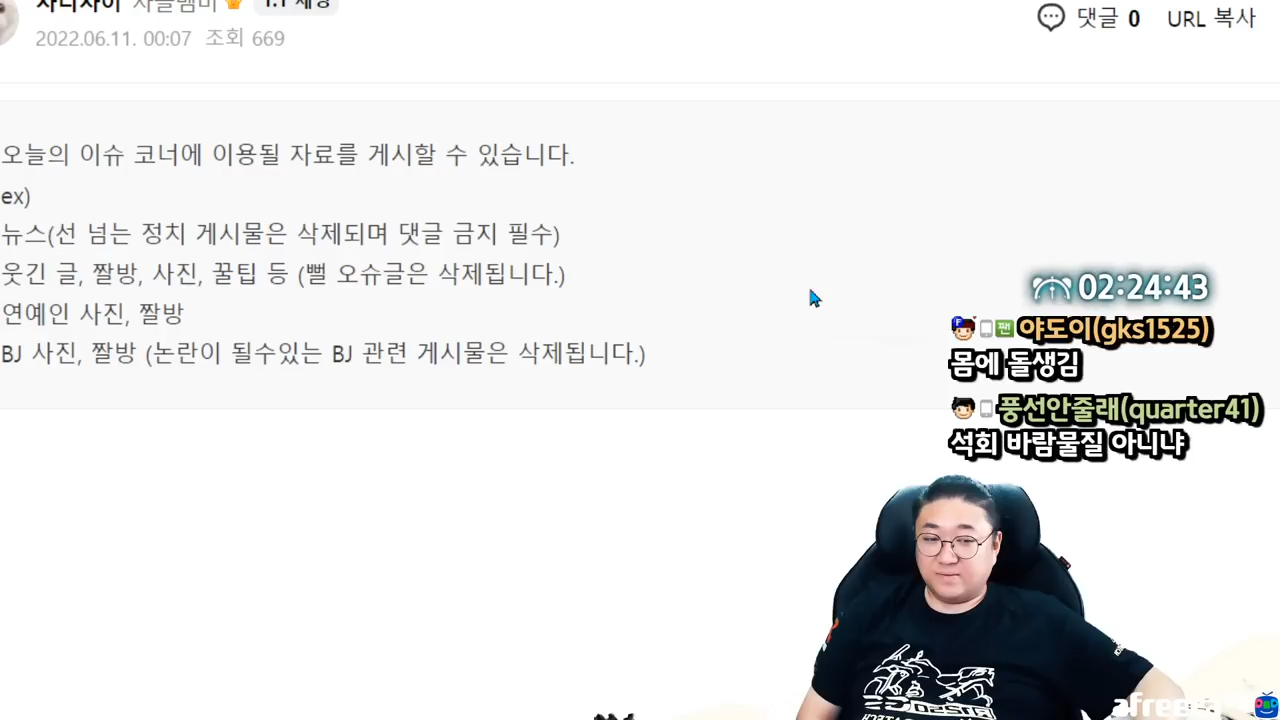 2022.06.11. 00:07 조회 669
댓글 0 URL 복사
오늘의 이슈 코너에 이용될 자료를 게시할 수 있습니다.
ex)
뉴스(선 넘는 정치 게시물은 삭제되며 댓글 금지 필수)
웃긴 글, 짤방, 사진, 꿀팁 등 (뻘 오슈글은 삭제됩니다.)
연예인 사진, 짤방
BJ 사진, 짤방 (논란이 될수있는 BJ 관련 게시물은 삭제됩니다.)
02:24:43
야도이(gks1525)
몸에 돌생김
풍선안줄래(quarter41)
석회 바람물질 아니냐